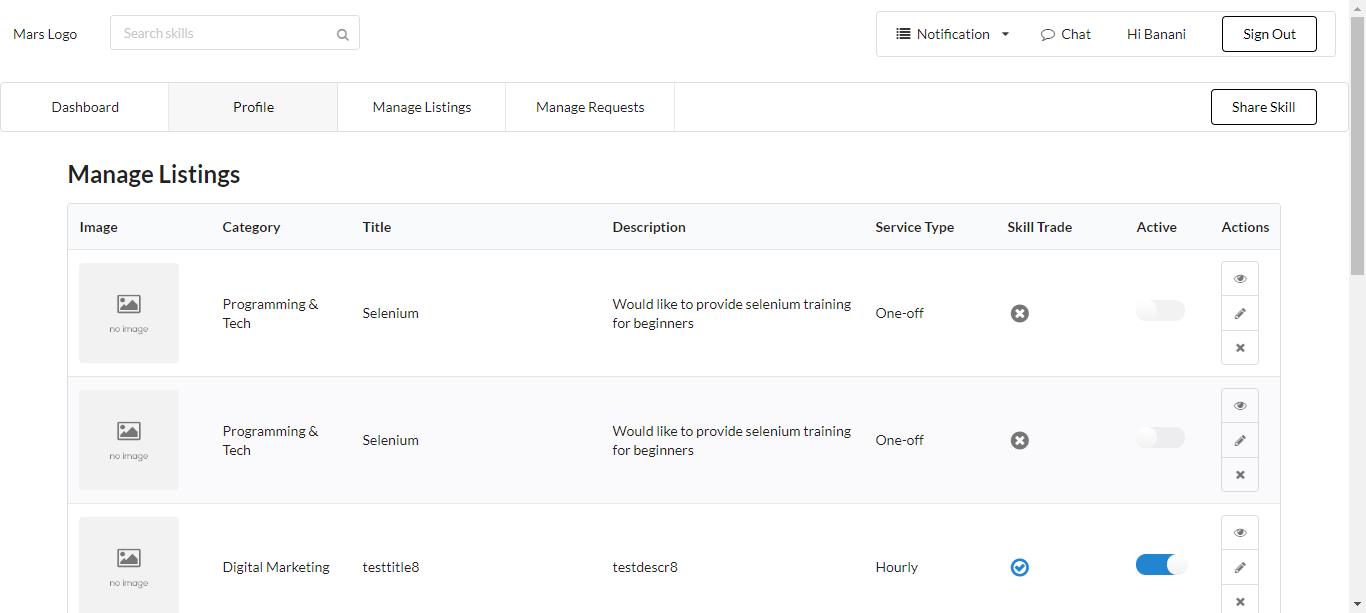 Mars Logo
Search skills
Notification
Chat
Hi Banani
Sign Out
Dashboard
Profile
Manage Listings
Manage Requests
Share Skill
Manage Listings
Image Category Title Description Service Type Skill Trade Active Actions
no image
Programming &
Tech
Selenium
Would like to provide selenium training
for beginners
One-off
no image
Programming &
Tech
Selenium
Would like to provide selenium training
for beginners
One-off
no image
Digital Marketing
testtitle8
testdescr8
Hourly